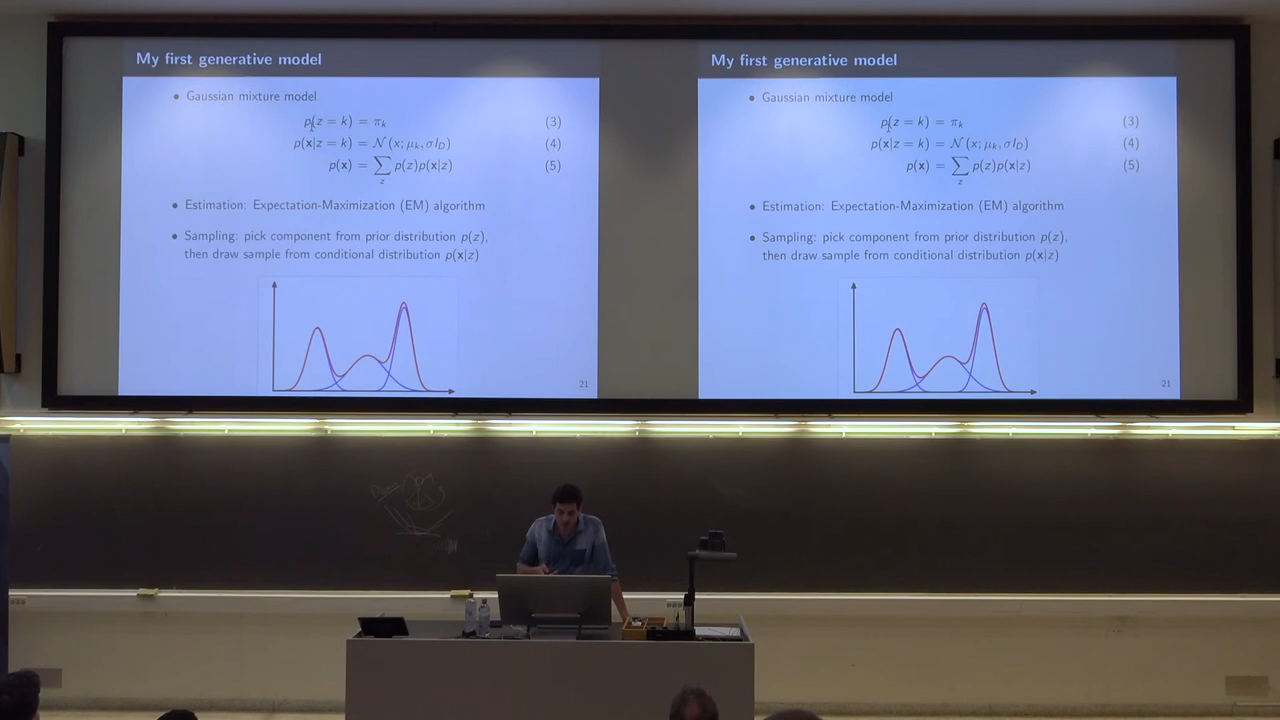 My first generative model
• Gaussian mixture model
p(z = k) = π_k (3)
p(x|z = k) = N(x; μ_k, σI_D) (4)
p(x) = ∑_z p(z)p(x|z) (5)
• Estimation: Expectation-Maximization (EM) algorithm
• Sampling: pick component from prior distribution p(z),
then draw sample from conditional distribution p(x|z)
21
My first generative model
• Gaussian mixture model
p(z = k) = π_k (3)
p(x|z = k) = N(x; μ_k, σI_D) (4)
p(x) = ∑_z p(z)p(x|z) (5)
• Estimation: Expectation-Maximization (EM) algorithm
• Sampling: pick component from prior distribution p(z),
then draw sample from conditional distribution p(x|z)
21